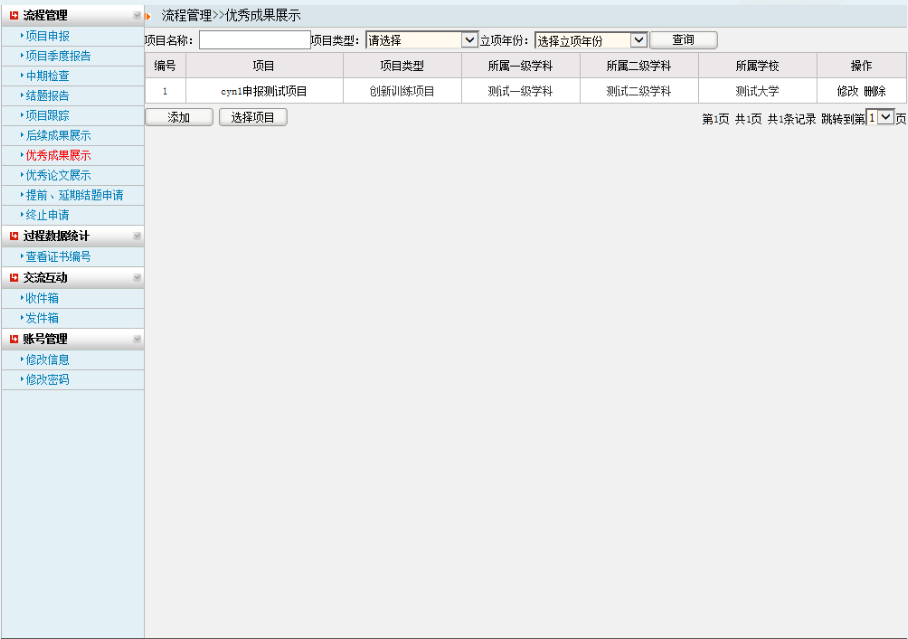 流程管理
项目申报
项目季度报告
中期检查
结题报告
项目跟踪
后续成果展示
优秀成果展示
优秀论文展示
提前、延期结题申请
终止申请
过程数据统计
查看证书编号
交流互动
收件箱
发件箱
账号管理
修改信息
修改密码
流程管理>>优秀成果展示
项目名称： 项目类型： 请选择 立项年份： 选择立项年份 查询
编号 项目 项目类型 所属一级学科 所属二级学科 所属学校 操作
1 cyn1申报测试项目 创新训练项目 测试一级学科 测试二级学科 测试大学 修改 删除
添加 选择项目 第1页 共1页 共1条记录 跳转到第 1 页